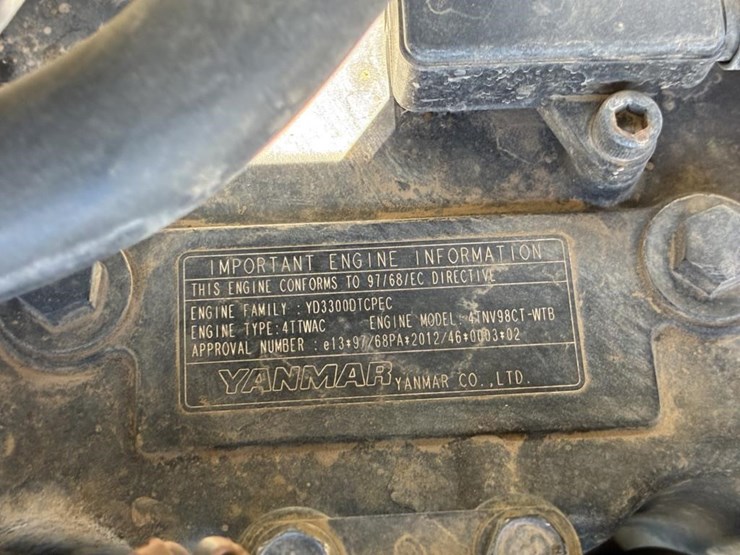 IMPORTANT ENGINE INFORMATION
THIS ENGINE CONFORMS TO 97/68/EC DIRECTIVE
ENGINE FAMILY : YD3300DTCPEC
ENGINE TYPE:4TTWAC ENGINE MODEL: 4TNV98CT-WTB
APPROVAL NUMBER : e13*97/68PA*2012/46*0003*02
YANMAR YANMAR CO.,LTD.